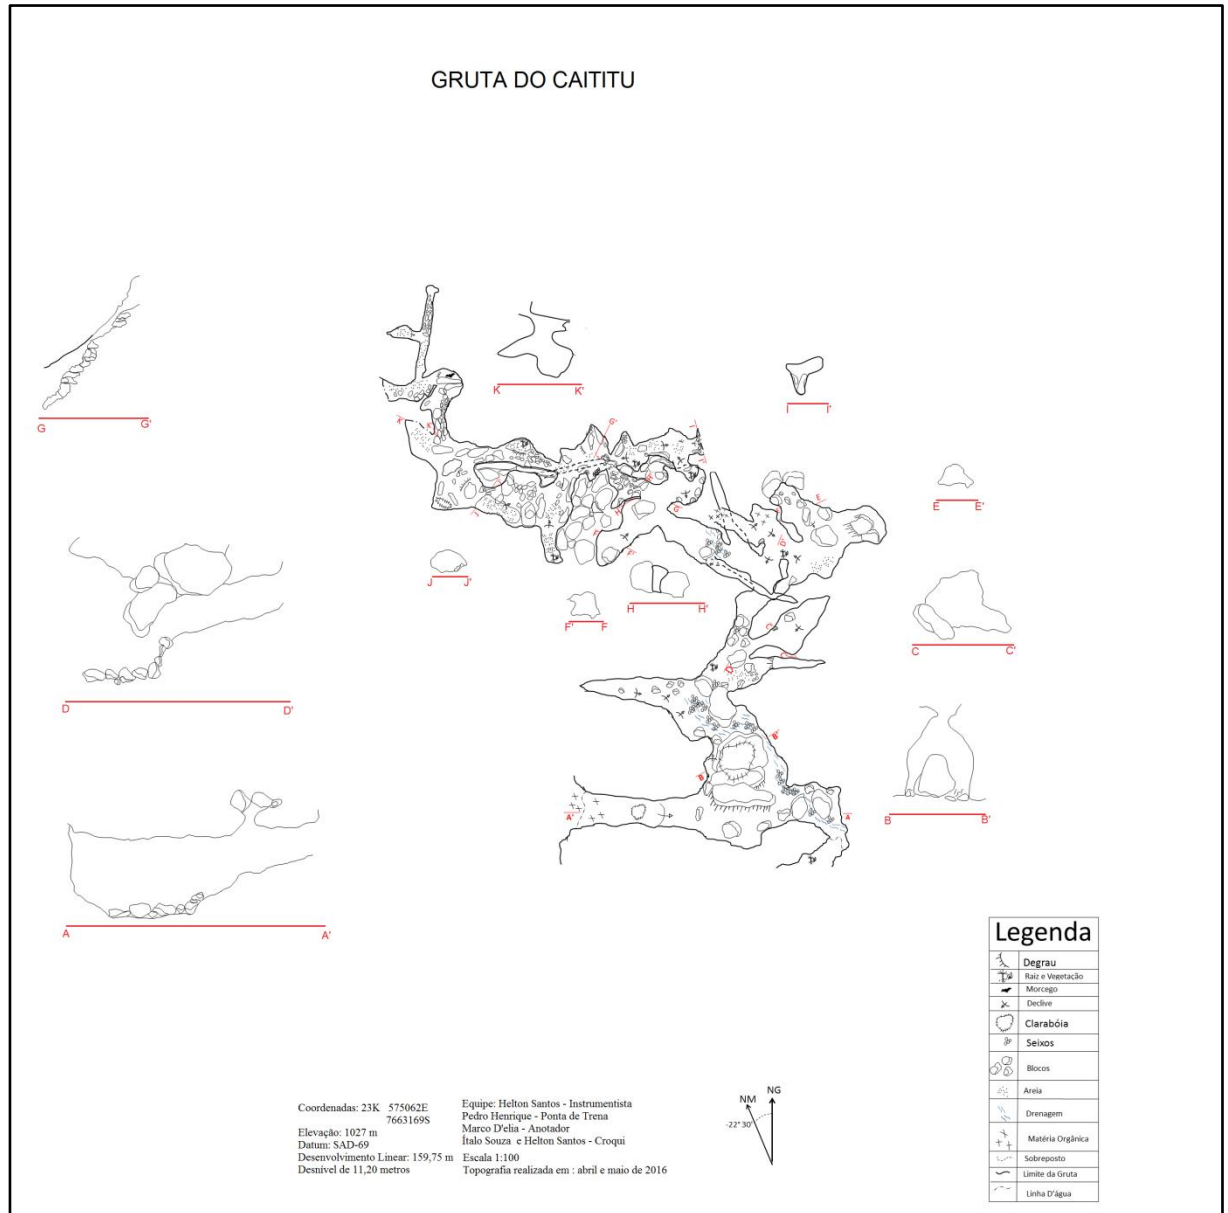 GRUTA DO CAITITU
G G'
K K'
I I'
E E'
J J'
F' F
H H'
C C'
D D'
B B'
A A'
Legenda
Degrau
Raiz e Vegetação
Morcego
Declive
Clarabóia
Seixos
Blocos
Areia
Drenagem
Matéria Orgânica
Sobreposto
Limite da Gruta
Linha D'água
NG
NM
-22° 30'
Coordenadas: 23K 575062E
7663169S
Elevação: 1027 m
Datum: SAD-69
Desenvolvimento Linear: 159,75 m
Desnível de 11,20 metros
Equipe: Helton Santos - Instrumentista
Pedro Henrique - Ponta de Trena
Marco D'elia - Anotador
Ítalo Souza e Helton Santos - Croqui
Escala 1:100
Topografia realizada em : abril e maio de 2016